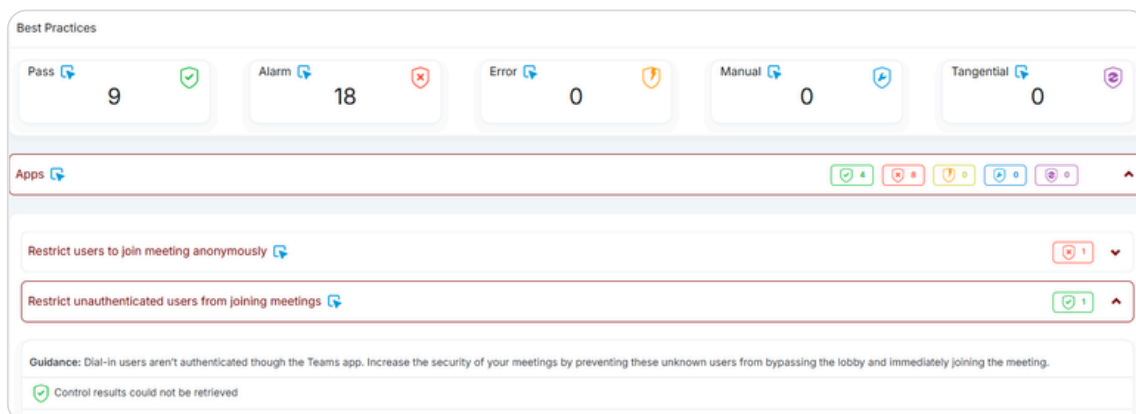 Best Practices
Pass Alarm Error Manual Tangential
9 18 0 0 0
Apps 4 8 0 0 0
Restrict users to join meeting anonymously 1
Restrict unauthenticated users from joining meetings 1
Guidance: Dial-in users aren't authenticated though the Teams app. Increase the security of your meetings by preventing these unknown users from bypassing the lobby and immediately joining the meeting.
Control results could not be retrieved